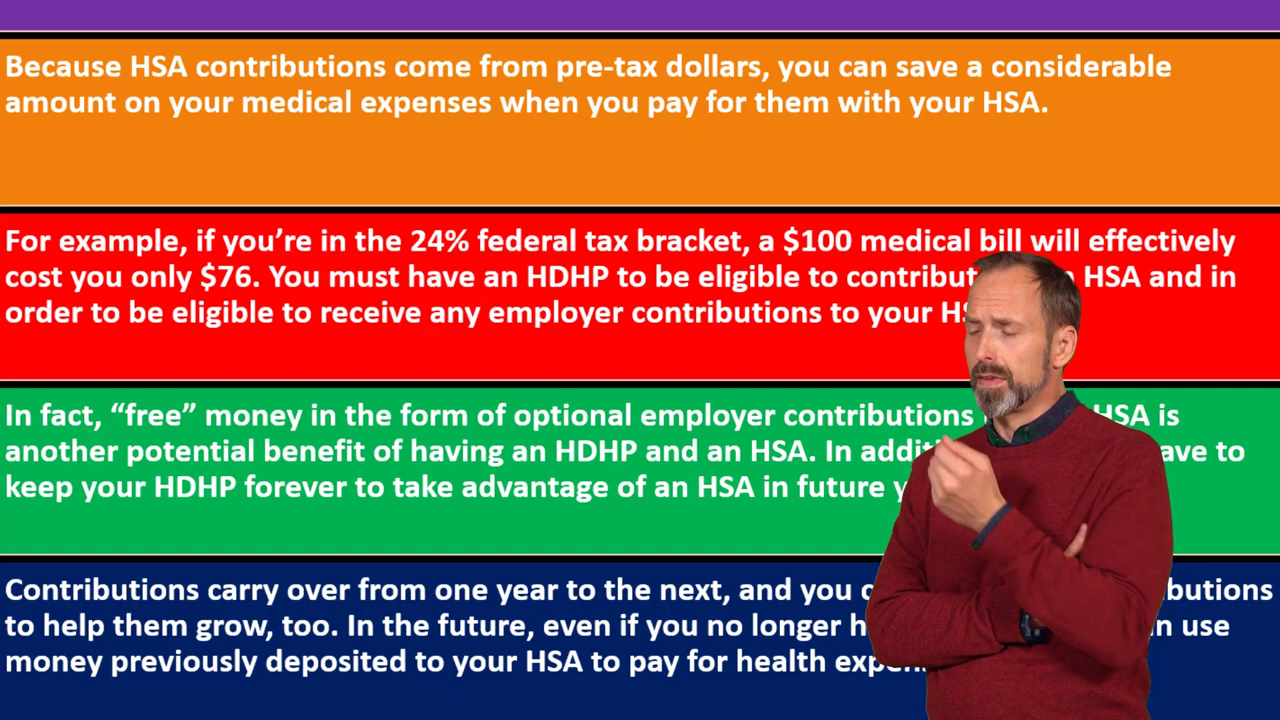 Because HSA contributions come from pre-tax dollars, you can save a considerable
amount on your medical expenses when you pay for them with your HSA.
For example, if you’re in the 24% federal tax bracket, a $100 medical bill will effectively
cost you only $76. You must have an HDHP to be eligible to HSA and in
order to be eligible to receive any employer contributions to your
In fact, “free” money in the form of optional employer contributions HSA is
another potential benefit of having an HDHP and an HSA. In to
keep your HDHP forever to take advantage of an HSA in future
Contributions carry over from one year to the next, and you
to help them grow, too. In the future, even if you no longer use
money previously deposited to your HSA to pay for health